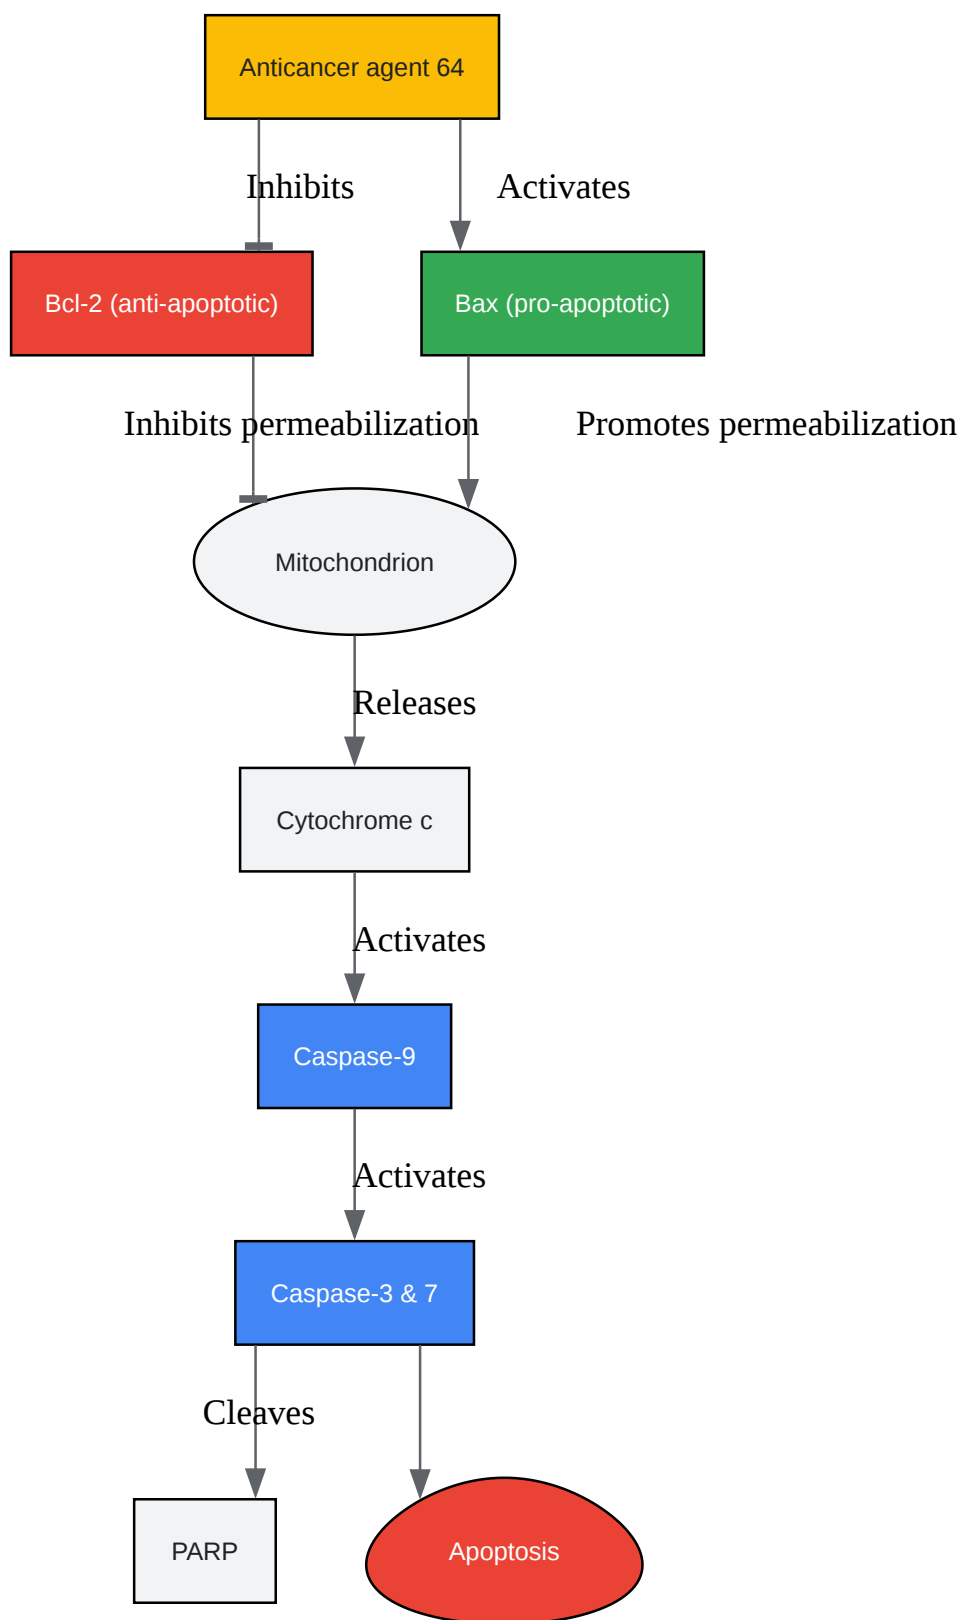 Anticancer agent 64
Inhibits
Activates
Bcl-2 (anti-apoptotic)
Bax (pro-apoptotic)
Inhibits permeabilization
Promotes permeabilization
Mitochondrion
Releases
Cytochrome c
Activates
Caspase-9
Activates
Caspase-3 & 7
Cleaves
PARP
Apoptosis